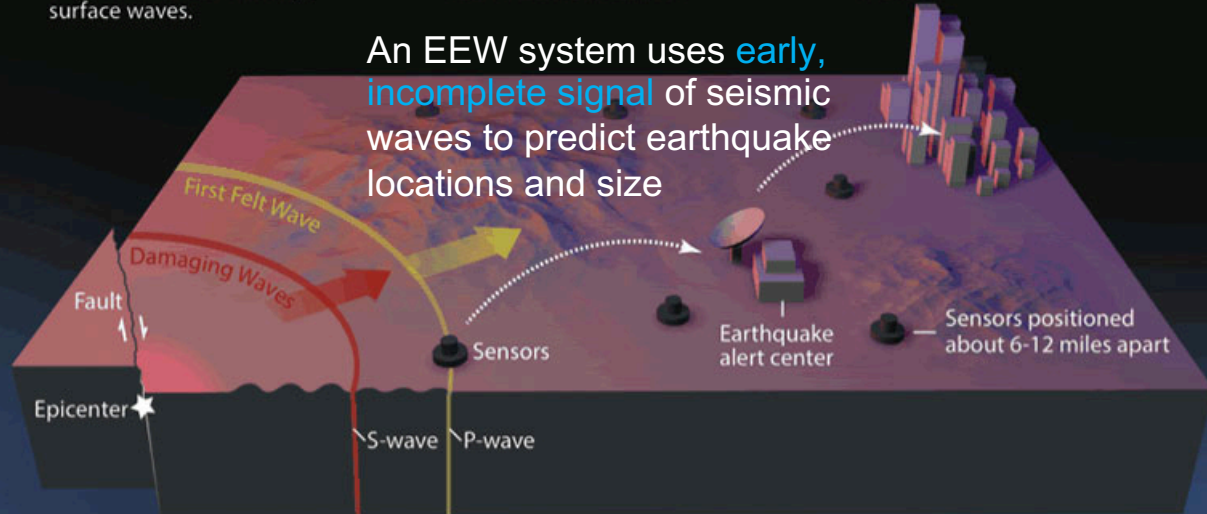 surface waves.
An EEW system uses early,
incomplete signal of seismic
waves to predict earthquake
locations and size
First Felt Wave
Damaging Waves
Fault
Sensors
Earthquake
alert center
Sensors positioned
about 6-12 miles apart
Epicenter
S-wave
P-wave